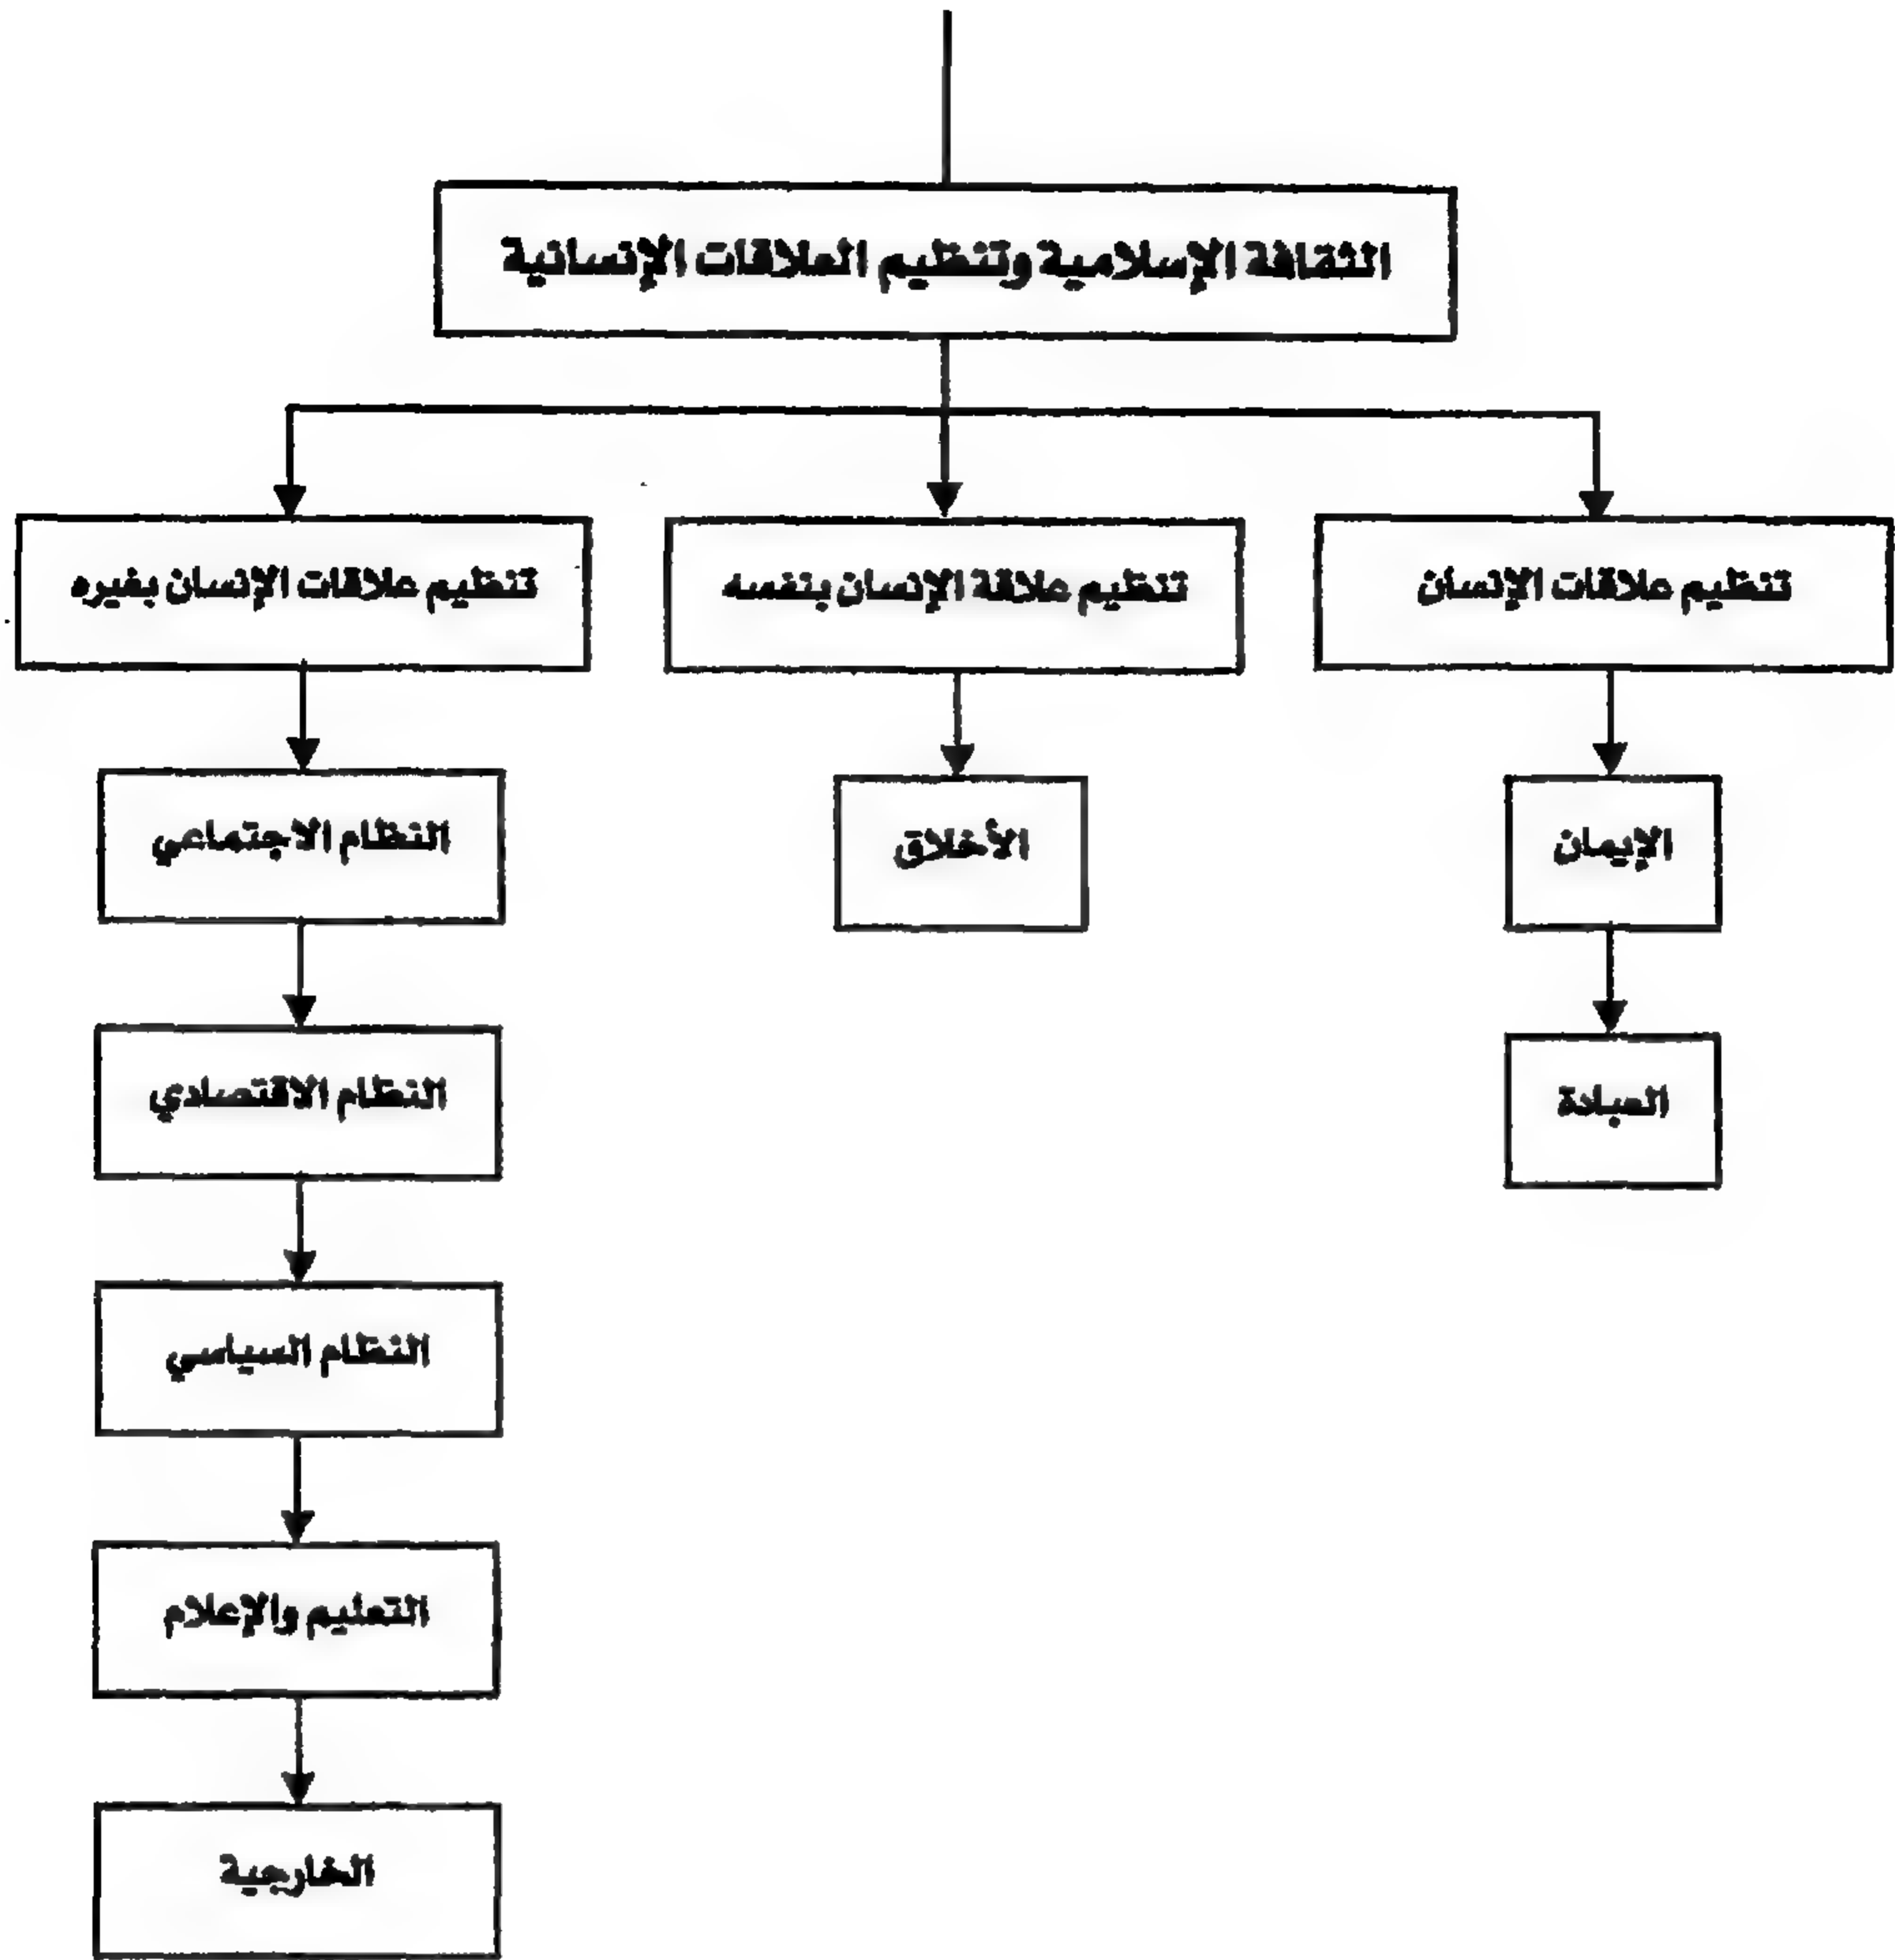 الثقافة الإسلامية وتنظيم العلاقات الإنسانية
تنظيم علاقات الإنسان
تنظيم علاقة الإنسان بنفسه
تنظيم علاقات الإنسان بغيره
الإيمان
الأخلاق
النظام الاجتماعي
العبادة
النظام الاقتصادي
النظام السياسي
التعليم والإعلام
الخارجية